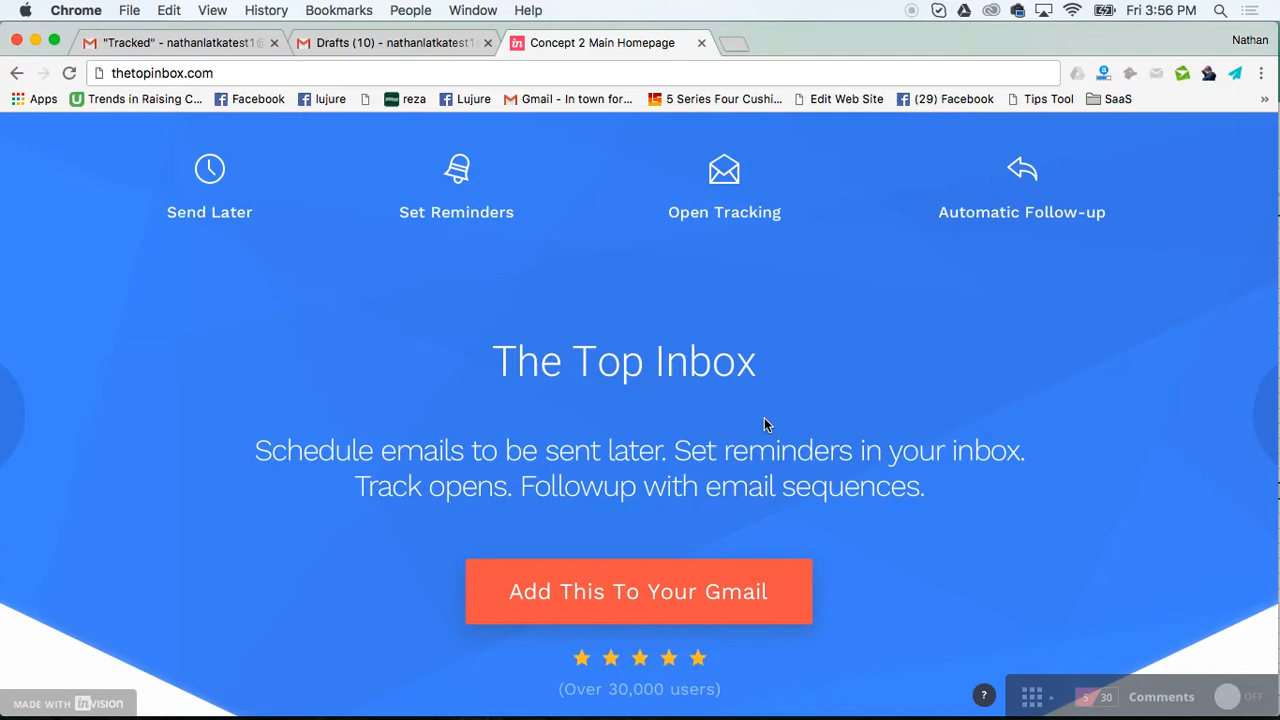 Chrome File Edit View History Bookmarks People Window Help Fri 3:56 PM
"Tracked" - nathanlatkatest1@ Drafts (10) - nathanlatkatest1 Concept 2 Main Homepage Nathan
thetopinbox.com
Apps Trends in Raising C... Facebook lujure reza Lujure Gmail - In town for... 5 Series Four Cushi... Edit Web Site (29) Facebook Tips Tool SaaS »
Send Later Set Reminders Open Tracking Automatic Follow-up
The Top Inbox
Schedule emails to be sent later. Set reminders in your inbox.
Track opens. Followup with email sequences.
Add This To Your Gmail
(Over 30,000 users)
MADE WITH invision ? 5 30 Comments OFF